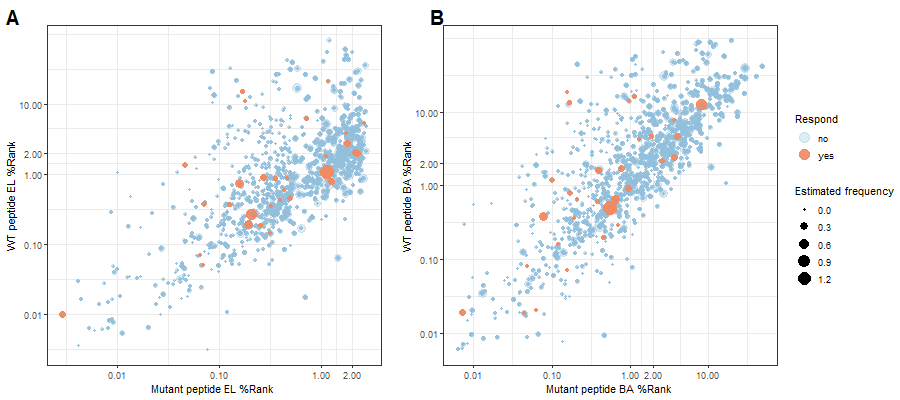 A
B
WT peptide EL %Rank
10.00
2.00
1.00
0.10
0.01
0.01
0.10
1.00
2.00
Mutant peptide EL %Rank
WT peptide BA %Rank
10.00
2.00
1.00
0.10
0.01
0.01
0.10
1.00
2.00
10.00
Mutant peptide BA %Rank
Respond
no
yes
Estimated frequency
0.0
0.3
0.6
0.9
1.2